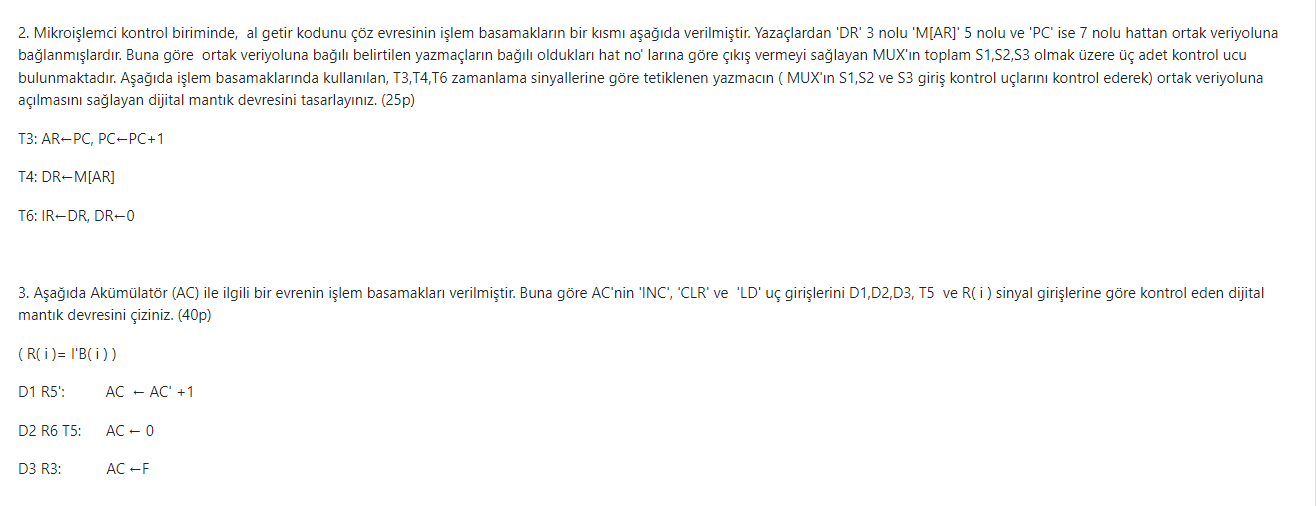 2. Mikroişlemci kontrol biriminde,  al getir kodunu çöz evresinin işlem basamakların bir kısmı aşağıda verilmiştir. Yazaçlardan 'DR' 3 nolu 'M[AR]' 5 nolu ve 'PC' ise 7 nolu hattan ortak veriyoluna
bağlanmışlardır. Buna göre  ortak veriyoluna bağlı belirtilen yazmaçların bağlı oldukları hat no' larına göre çıkış vermeyi sağlayan MUX'ın toplam S1,S2,S3 olmak üzere üç adet kontrol ucu
bulunmaktadır. Aşağıda işlem basamaklarında kullanılan, T3,T4,T6 zamanlama sinyallerine göre tetiklenen yazmacın ( MUX'ın S1,S2 ve S3 giriş kontrol uçlarını kontrol ederek) ortak veriyoluna
açılmasını sağlayan dijital mantık devresini tasarlayınız. (25p)
T3: AR←PC, PC←PC+1
T4: DR←M[AR]
T6: IR←DR, DR←0
3. Aşağıda Akümülatör (AC) ile ilgili bir evrenin işlem basamakları verilmiştir. Buna göre AC'nin 'INC', 'CLR' ve  'LD' uç girişlerini D1,D2,D3, T5  ve R( i ) sinyal girişlerine göre kontrol eden dijital
mantık devresini çiziniz. (40p)
( R( i )= I'B( i ) )
D1 R5': AC ← AC' +1
D2 R6 T5: AC ← 0
D3 R3: AC ←F